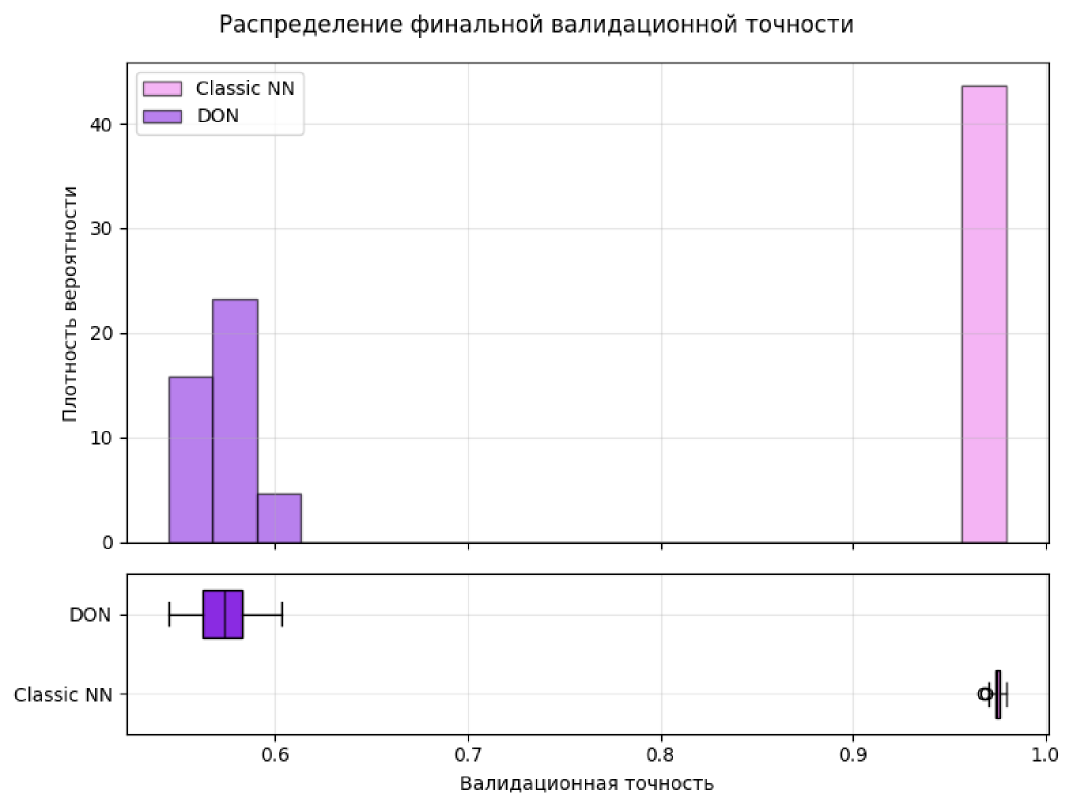 Распределение финальной валидационной точности
Classic NN
DON
40
30
20
10
0
Плотность вероятности
DON
Classic NN
0.6
0.7
0.8
0.9
1.0
Валидационная точность